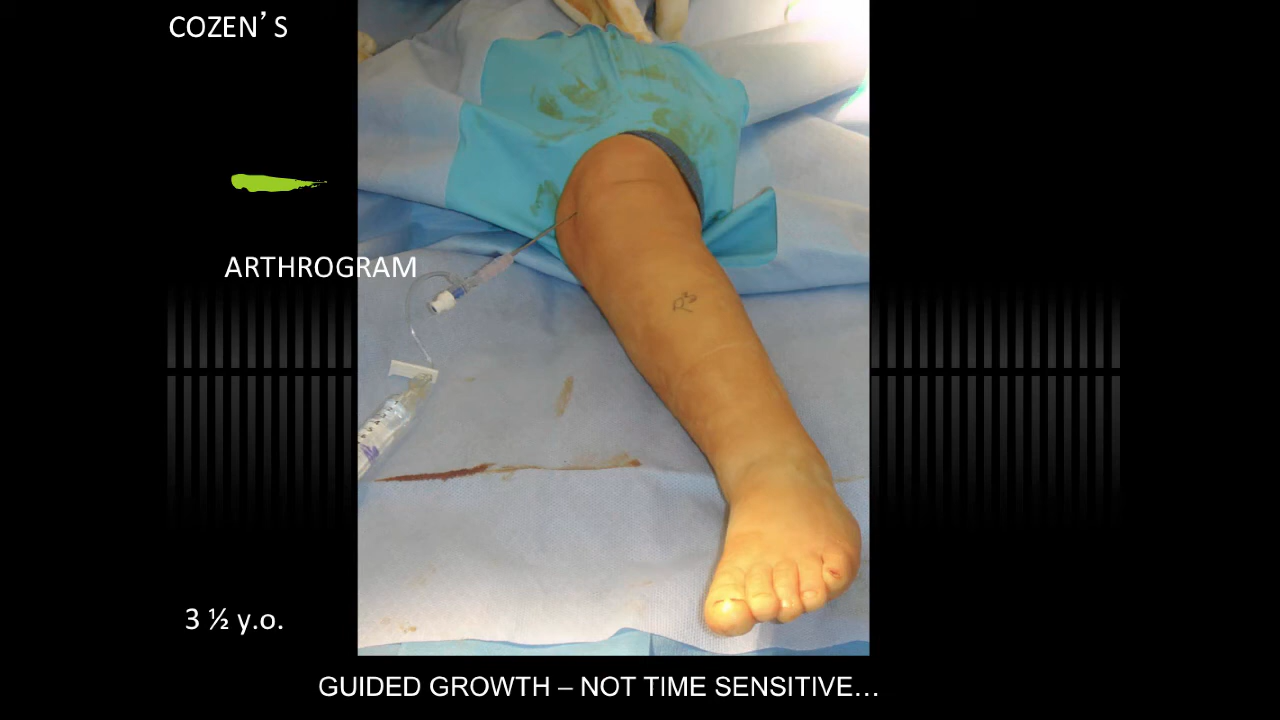 COZEN’S
ARTHROGRAM
3 ½ y.o.
GUIDED GROWTH – NOT TIME SENSITIVE…